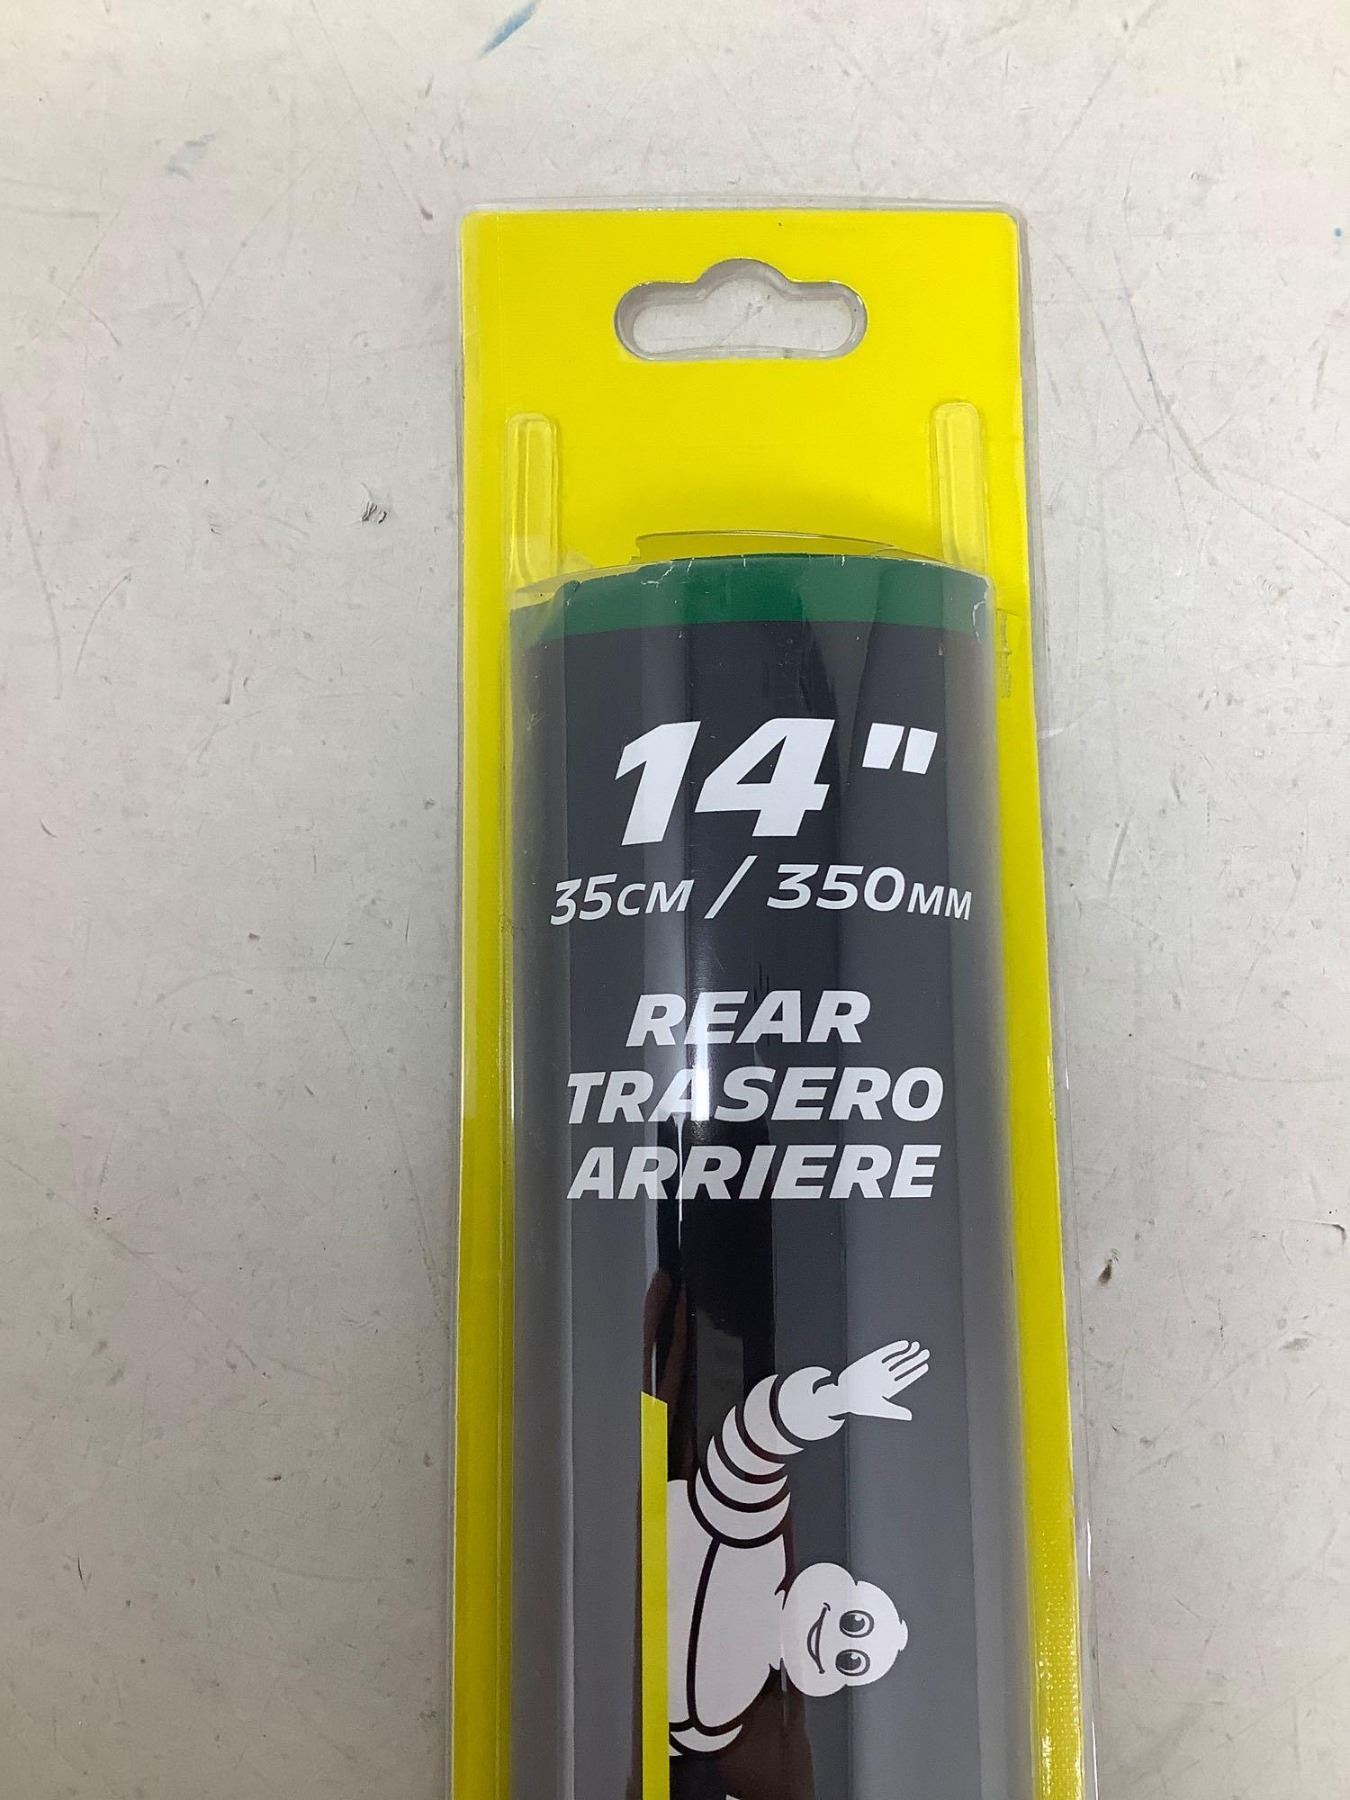 14"
35CM / 350MM
REAR
TRASERO
ARRIERE